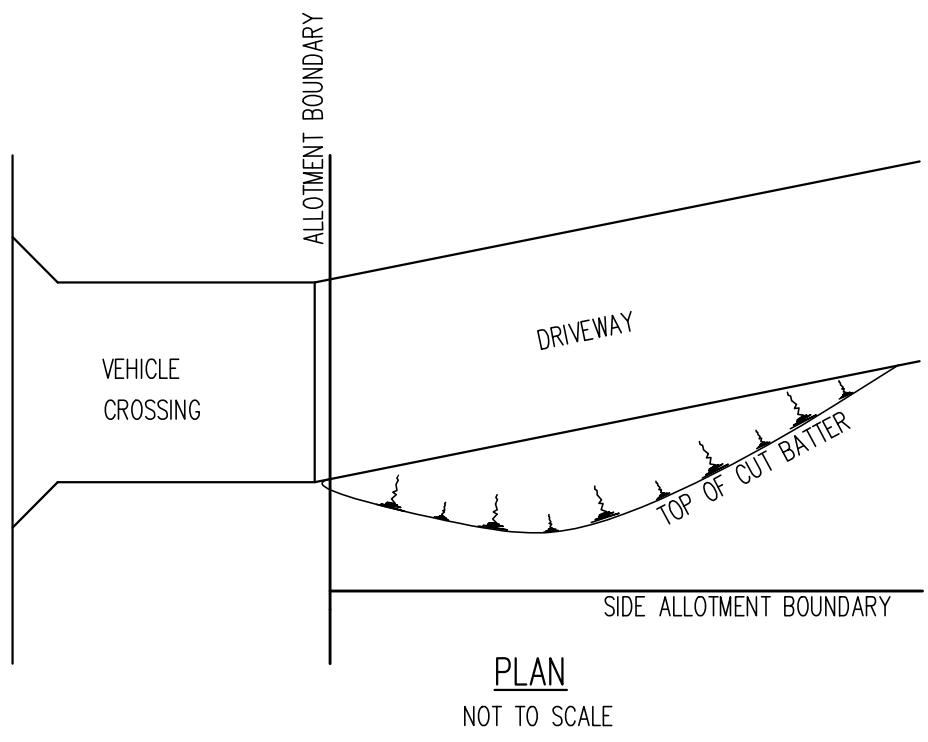 ALLOTMENT BOUNDARY
DRIVEWAY
VEHICLE
CROSSING
TOP OF CUT BATTER
SIDE ALLOTMENT BOUNDARY
PLAN
NOT TO SCALE